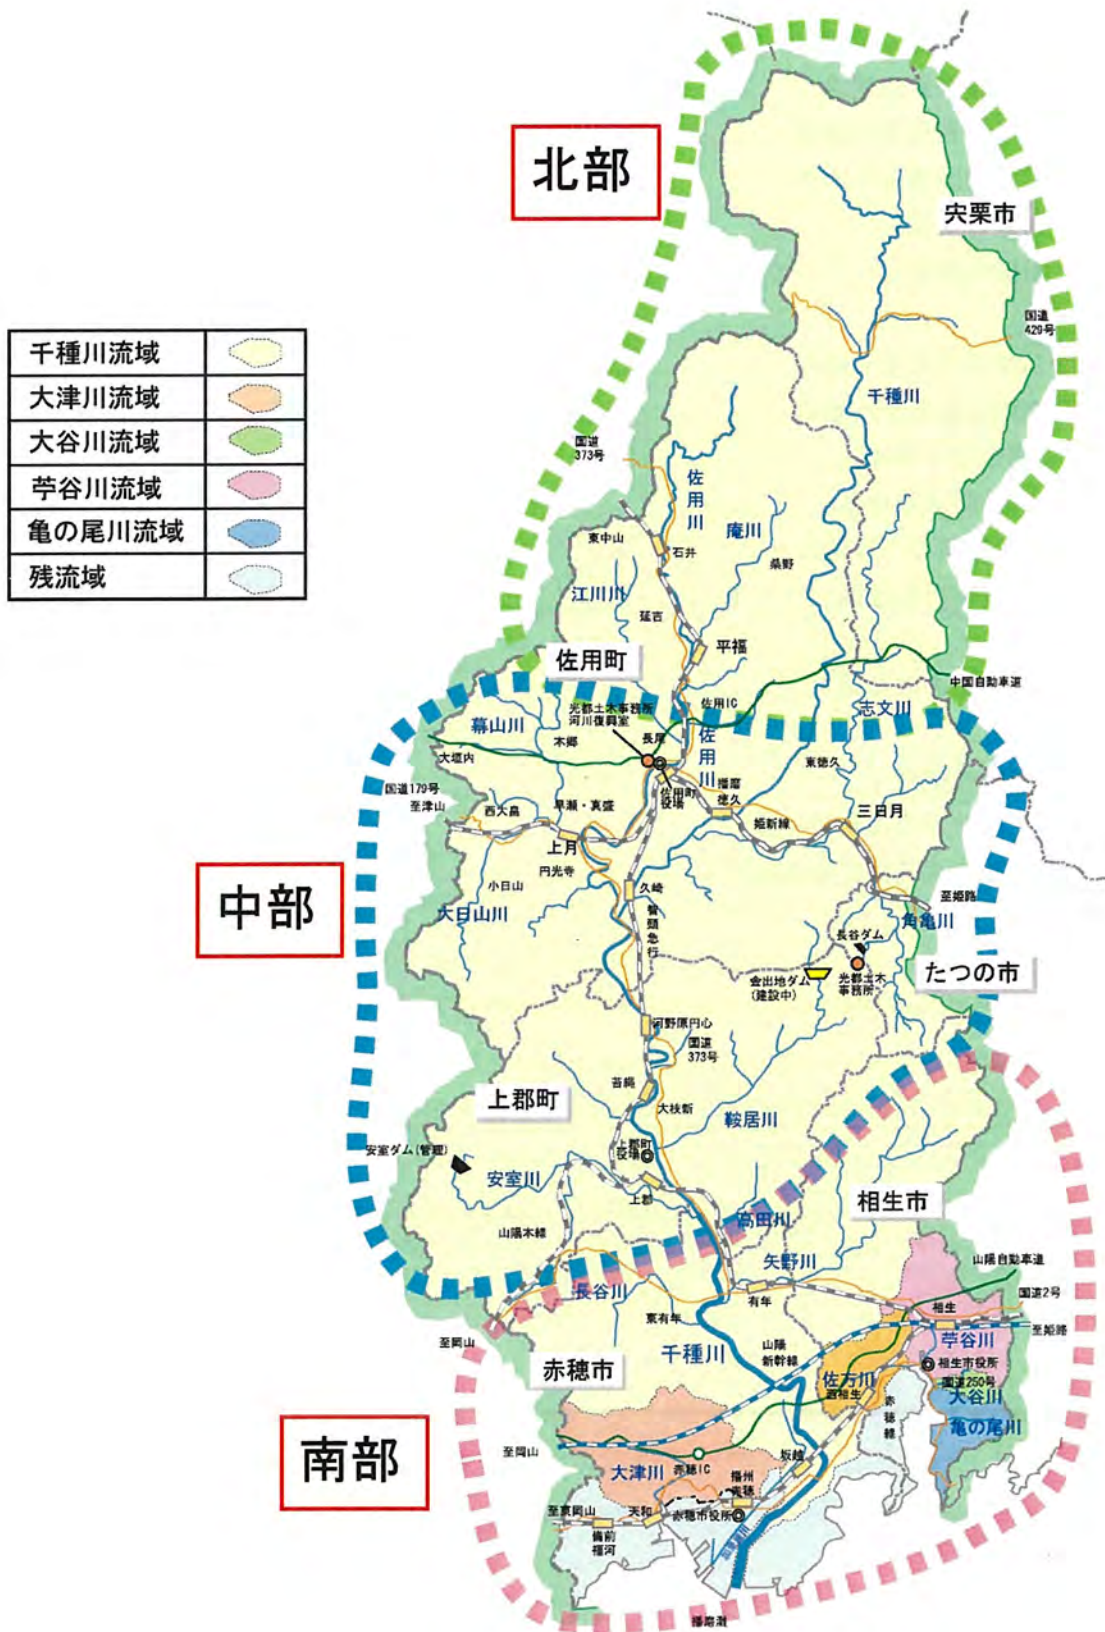 北部
宍栗市
国道
429号
千種川流域
大津川流域
大谷川流域
苧谷川流域
亀の尾川流域
残流域
千種川
国道
373号
佐用川
庵川
東中山
石井
桑野
江川川
延吉
平福
佐用町
中国自動車道
佐用IC
志文川
光都土木事務所
河川復興室
幕山川
本郷
長尾
佐用川
大垣内
東徳久
国道179号
至津山
佐用町
役場
播磨
徳久
西大畠
早瀬・真盛
姫新線
三日月
上月
円光寺
中部
小日山
久崎
至姫路
大日山川
智頭急行
角亀川
長谷ダム
たつの市
金出地ダム
(建設中)
光都土木
事務所
河野原円心
国道
373号
苔縄
上郡町
大枝新
鞍居川
上郡町
役場
安室ダム(管理)
安室川
上郡
相生市
高田川
山陽本線
矢野川
山陽自動車道
長谷川
国道2号
有年
相生
東有年
至岡山
至姫路
千種川
山陽
新幹線
苧谷川
赤穂市
佐方川
相生市役所
西相生
国道250号
大谷川
赤穂線
亀の尾川
南部
至岡山
坂越
大津川
赤穂IC
播州
赤穂
至東岡山
天和
赤穂市役所
備前
福河
播磨灘